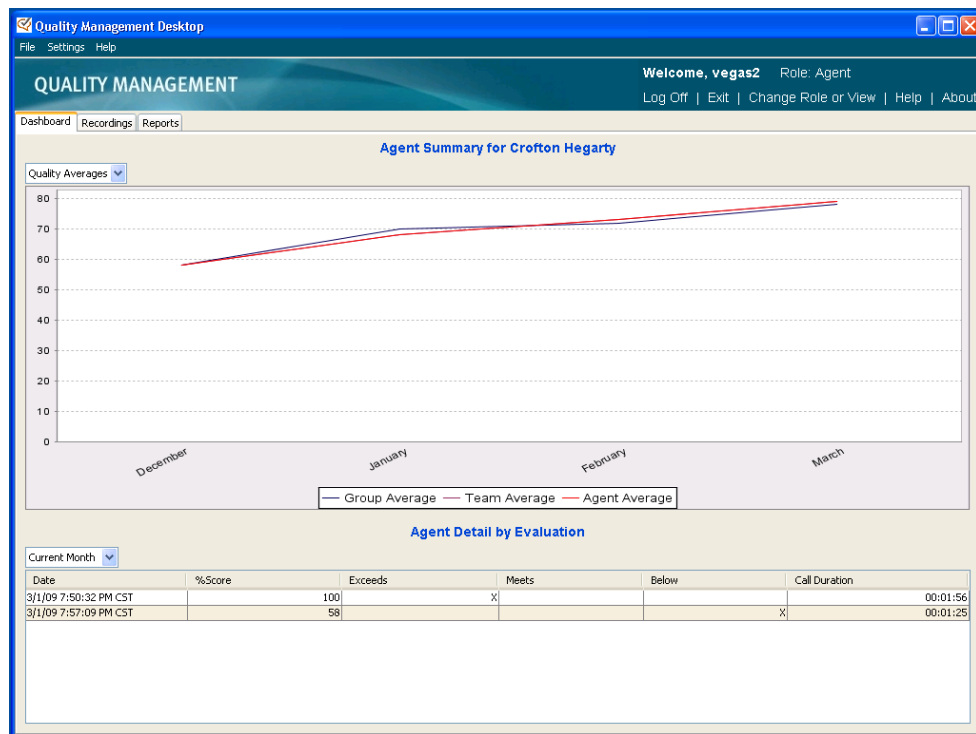 Quality Management Desktop
File Settings Help
QUALITY MANAGEMENT
Welcome, vegas2 Role: Agent
Log Off | Exit | Change Role or View | Help | About
Dashboard Recordings Reports
Agent Summary for Crofton Hegarty
Quality Averages
80
70
60
50
40
30
20
10
0
December January February March
Group Average Team Average Agent Average
Agent Detail by Evaluation
Current Month
Date %Score Exceeds Meets Below Call Duration
3/1/09 7:50:32 PM CST 100 X 00:01:56
3/1/09 7:57:09 PM CST 58 X 00:01:25